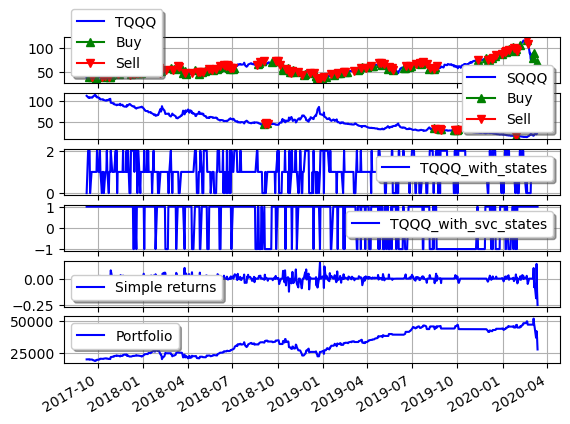 TQQQ
Buy
Sell
100
50
SQQQ
Buy
Sell
100
50
2
0
TQQQ_with_states
1
0
−1
TQQQ_with_svc_states
0.00
−0.25
Simple returns
50000
25000
Portfolio
2017-10
2018-01
2018-04
2018-07
2018-10
2019-01
2019-04
2019-07
2019-10
2020-01
2020-04